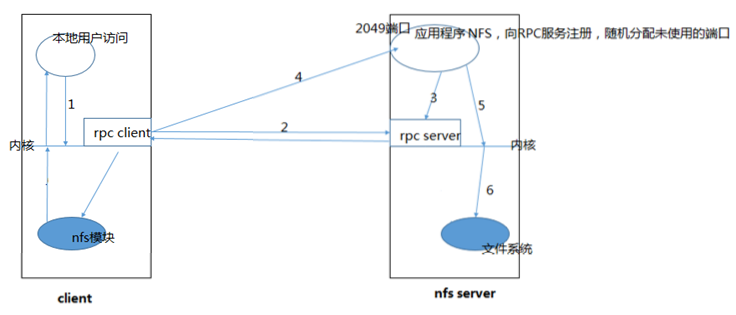 2049端口
应用程序 NFS，向RPC服务注册，随机分配未使用的端口
本地用户访问
4
1
3
5
rpc client
2
rpc server
内核
内核
6
nfs模块
文件系统
client
nfs server